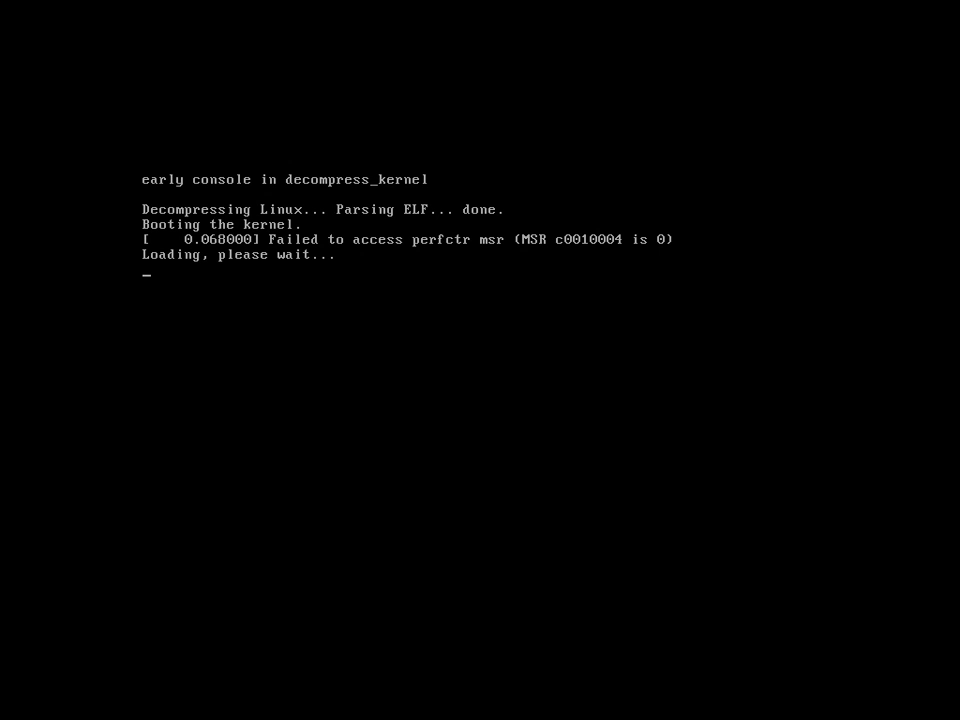 early console in decompress_kernel
Decompressing Linux... Parsing ELF... done.
Booting the kernel.
[    0.068000] Failed to access perfctr msr (MSR c0010004 is 0)
Loading, please wait...